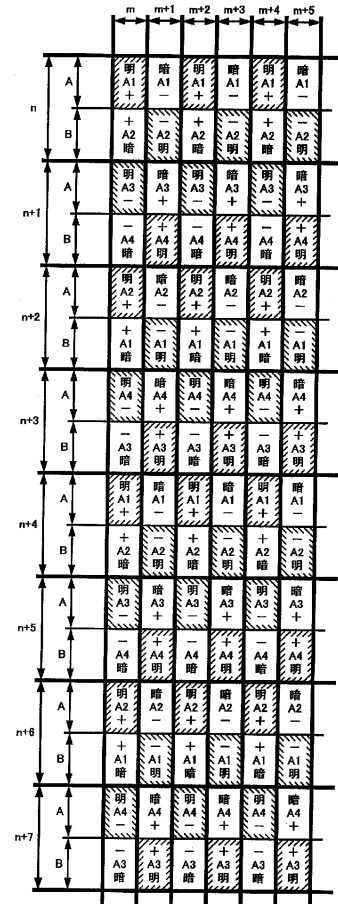 m m+1 m+2 m+3 m+4 m+5
n
A
明 暗 明 暗 明 暗
A1 A1 A1 A1 A1 A1
+ − + − + −
B
+ − + − + −
A2 A2 A2 A2 A2 A2
暗 明 暗 明 暗 明
n+1
A
明 暗 明 暗 明 暗
A3 A3 A3 A3 A3 A3
− + − + − +
B
− + − + − +
A4 A4 A4 A4 A4 A4
暗 明 暗 明 暗 明
n+2
A
明 暗 明 暗 明 暗
A2 A2 A2 A2 A2 A2
+ − + − + −
B
+ − + − + −
A1 A1 A1 A1 A1 A1
暗 明 暗 明 暗 明
n+3
A
明 暗 明 暗 明 暗
A4 A4 A4 A4 A4 A4
− + − + − +
B
− + − + − +
A3 A3 A3 A3 A3 A3
暗 明 暗 明 暗 明
n+4
A
明 暗 明 暗 明 暗
A1 A1 A1 A1 A1 A1
+ − + − + −
B
+ − + − + −
A2 A2 A2 A2 A2 A2
暗 明 暗 明 暗 明
n+5
A
明 暗 明 暗 明 暗
A3 A3 A3 A3 A3 A3
− + − + − +
B
− + − + − +
A4 A4 A4 A4 A4 A4
暗 明 暗 明 暗 明
n+6
A
明 暗 明 暗 明 暗
A2 A2 A2 A2 A2 A2
+ − + − + −
B
+ − + − + −
A1 A1 A1 A1 A1 A1
暗 明 暗 明 暗 明
n+7
A
明 暗 明 暗 明 暗
A4 A4 A4 A4 A4 A4
− + − + − +
B
− + − + − +
A3 A3 A3 A3 A3 A3
暗 明 暗 明 暗 明